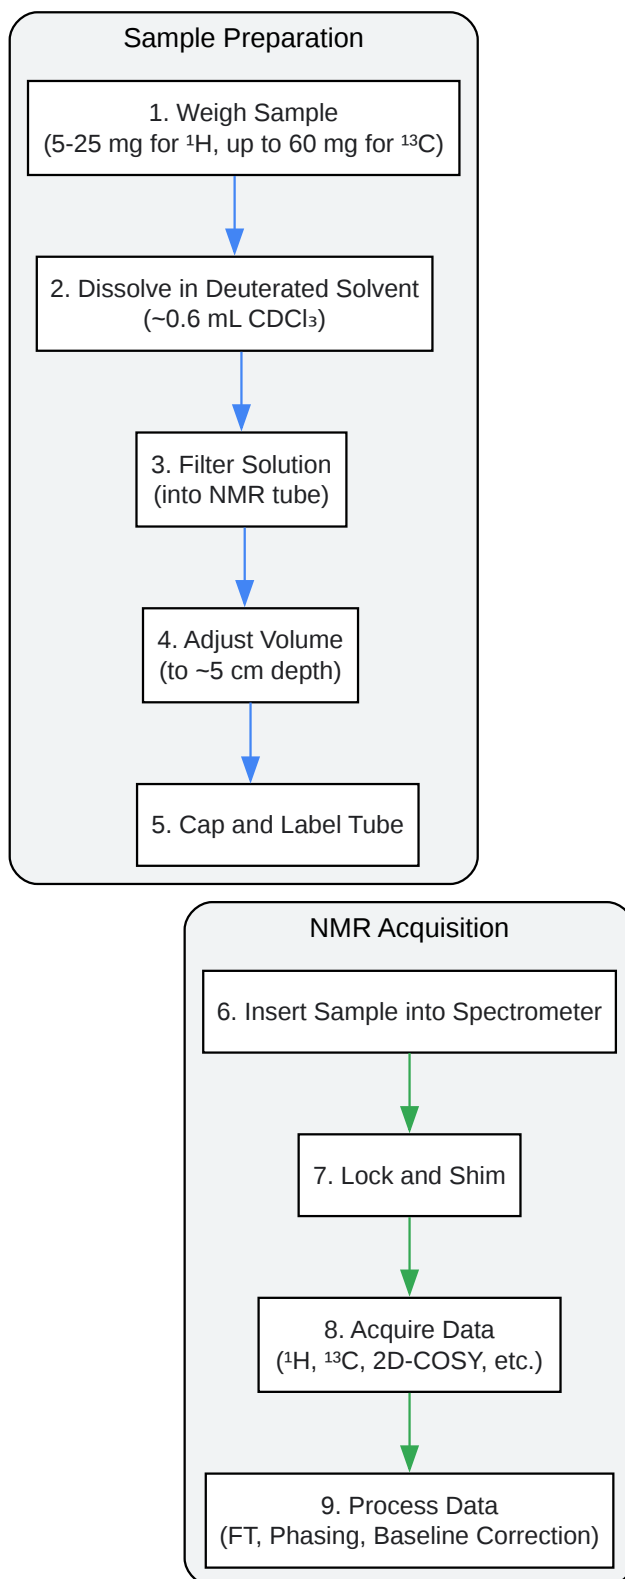 Sample Preparation
1. Weigh Sample
(5-25 mg for ¹H, up to 60 mg for ¹³C)
2. Dissolve in Deuterated Solvent
(~0.6 mL CDCl₃)
3. Filter Solution
(into NMR tube)
4. Adjust Volume
(to ~5 cm depth)
5. Cap and Label Tube
NMR Acquisition
6. Insert Sample into Spectrometer
7. Lock and Shim
8. Acquire Data
(¹H, ¹³C, 2D-COSY, etc.)
9. Process Data
(FT, Phasing, Baseline Correction)